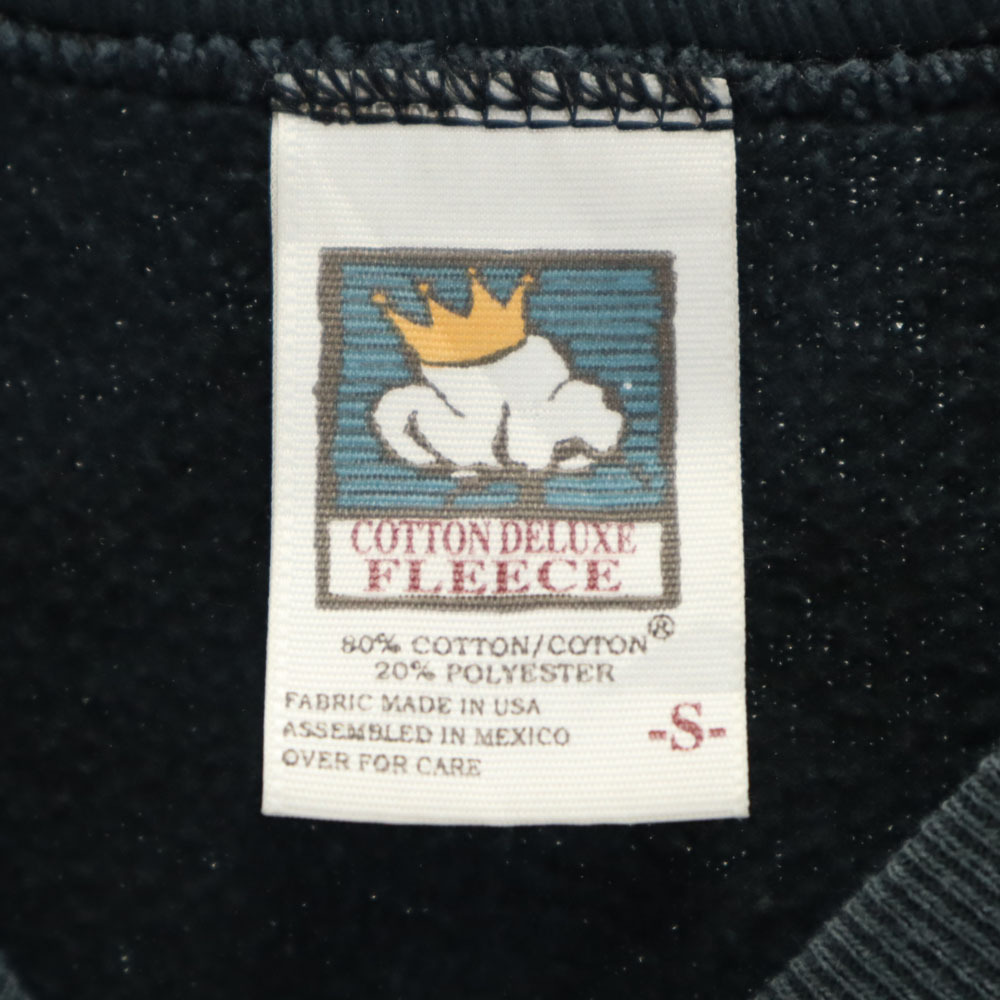 COTTON DELUXE
FLEECE
80% COTTON/COTON®
20% POLYESTER
FABRIC MADE IN USA
ASSEMBLED IN MEXICO
OVER FOR CARE
-S-